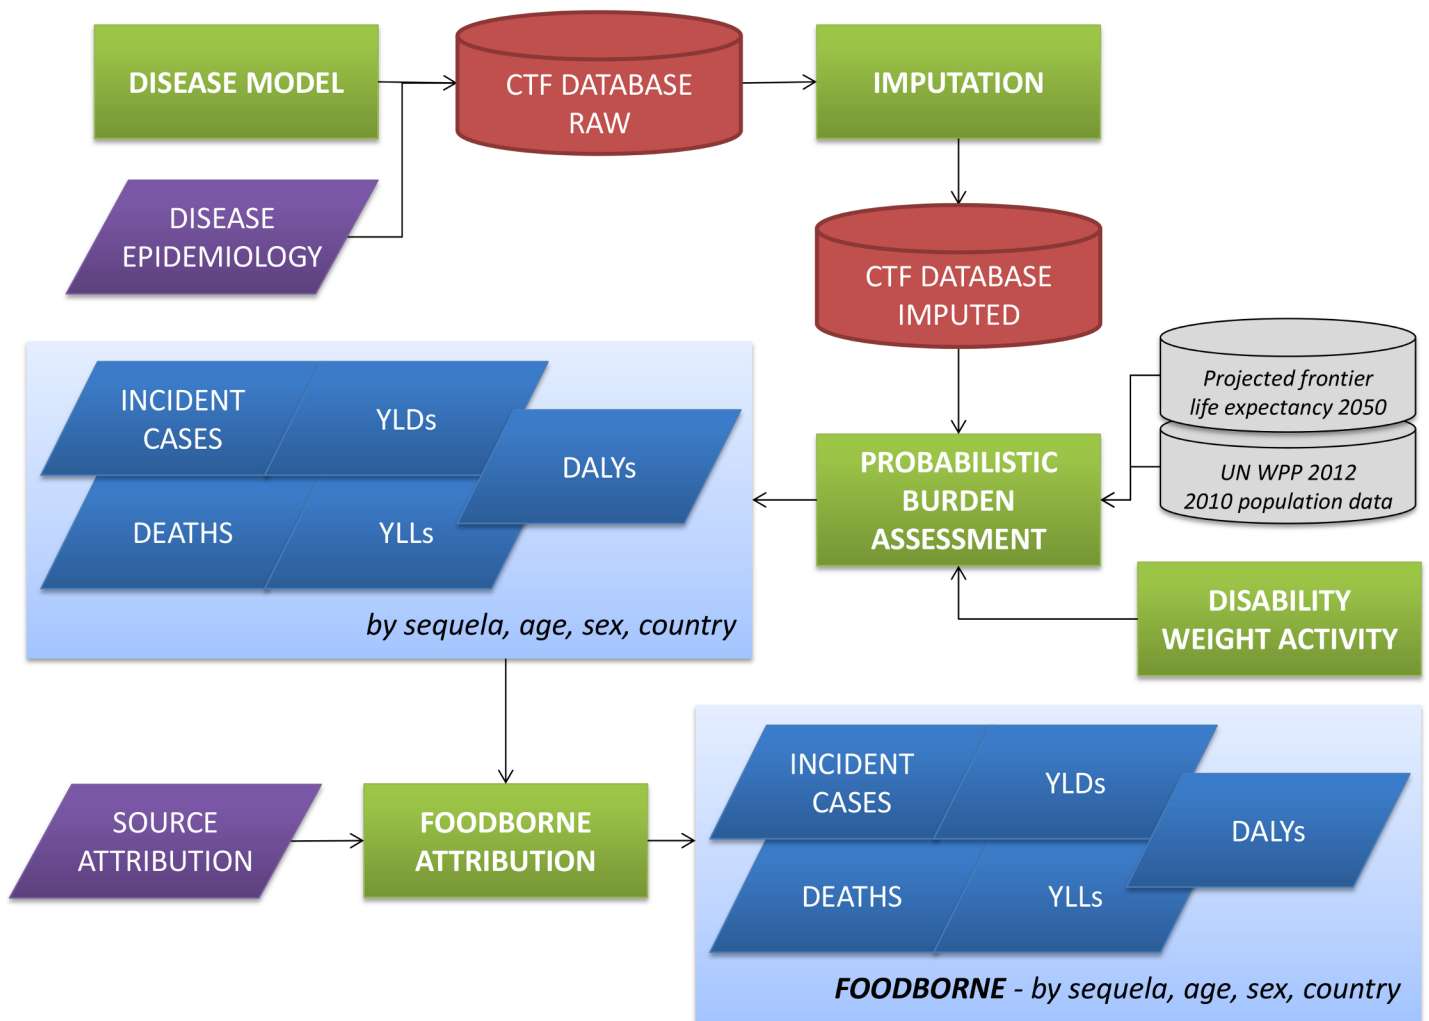 DISEASE MODEL
CTF DATABASE
RAW
IMPUTATION
DISEASE
EPIDEMIOLOGY
CTF DATABASE
IMPUTED
Projected frontier
life expectancy 2050
UN WPP 2012
2010 population data
INCIDENT
CASES
YLDs
DALYs
DEATHS
YLLs
by sequela, age, sex, country
PROBABILISTIC
BURDEN
ASSESSMENT
DISABILITY
WEIGHT ACTIVITY
SOURCE
ATTRIBUTION
FOODBORNE
ATTRIBUTION
INCIDENT
CASES
YLDs
DALYs
DEATHS
YLLs
FOODBORNE - by sequela, age, sex, country